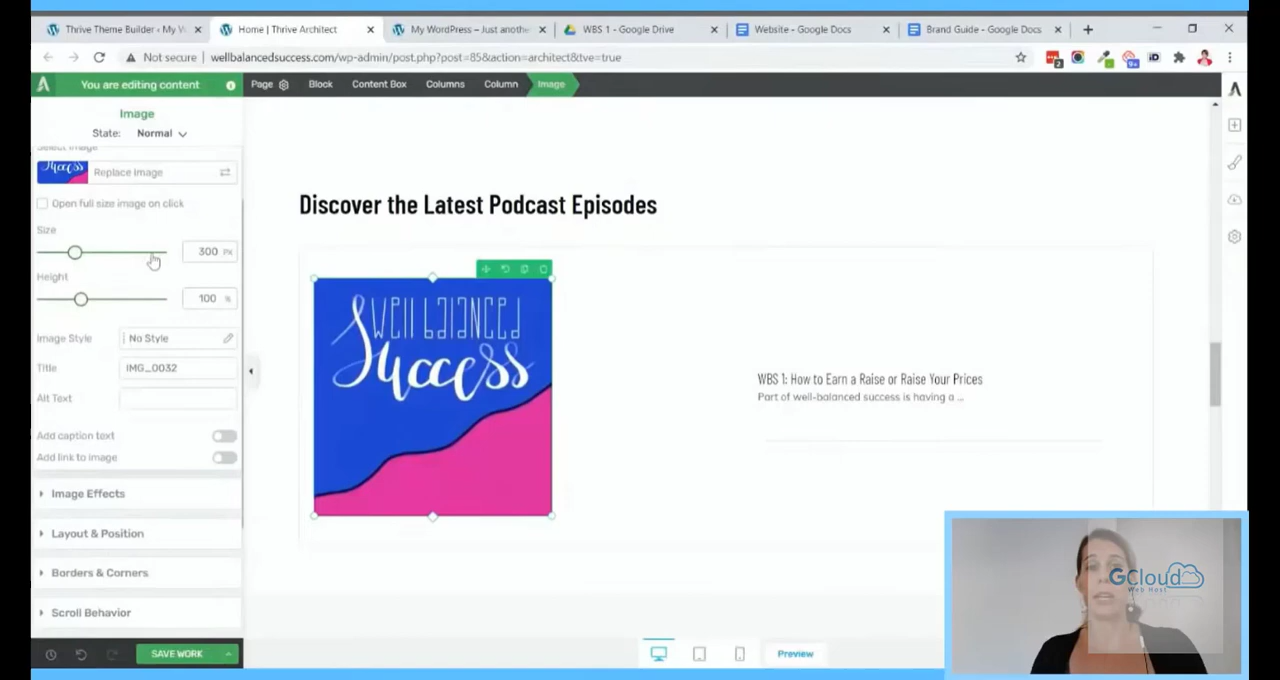 Thrive Theme Builder ‹ My W
Home | Thrive Architect
My WordPress – Just anothe
WBS 1 - Google Drive
Website - Google Docs
Brand Guide - Google Docs
Not secure | wellbalancedsuccess.com/wp-admin/post.php?post=85&action=architect&tve=true
You are editing content
Page
Block
Content Box
Columns
Column
Image
Image
State: Normal
Select Image
Success
Replace Image
Open full size image on click
Size
300 PX
Height
100 %
Image Style
No Style
Title
IMG_0032
Alt Text
Add caption text
Add link to image
Image Effects
Layout & Position
Borders & Corners
Scroll Behavior
SAVE WORK
Discover the Latest Podcast Episodes
well balanced
Success
WBS 1: How to Earn a Raise or Raise Your Prices
Part of well-balanced success is having a ...
Preview
GCloud
Web Host